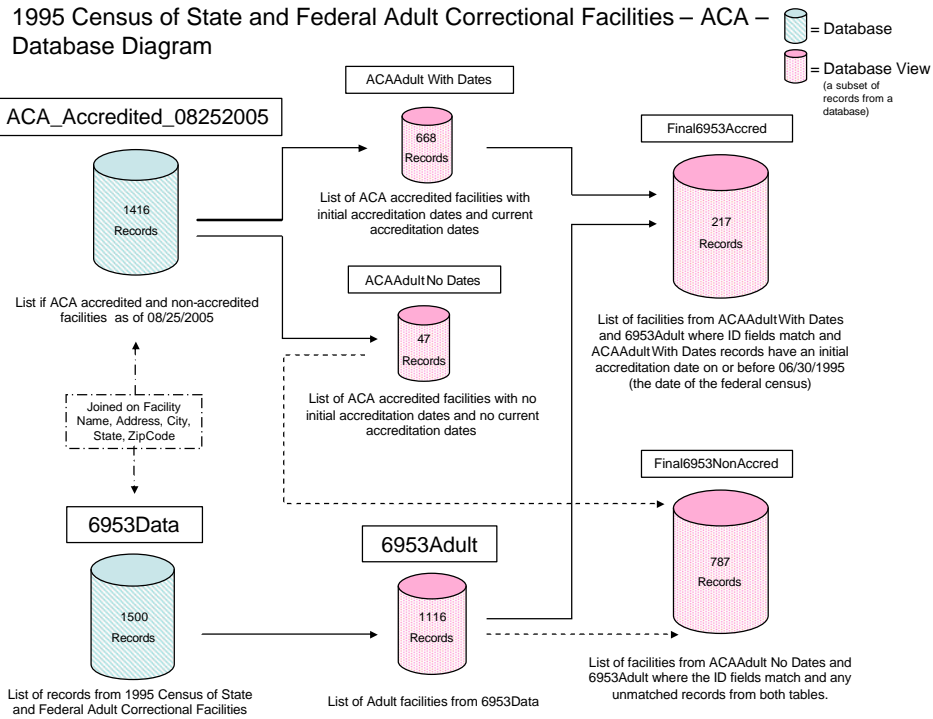 1995 Census of State and Federal Adult Correctional Facilities – ACA –
Database Diagram
= Database
= Database View
(a subset of
records from a
database)
ACA_Accredited_08252005
1416
Records
List if ACA accredited and non-accredited
facilities as of 08/25/2005
Joined on Facility
Name, Address, City,
State, ZipCode
6953Data
1500
Records
List of records from 1995 Census of State
and Federal Adult Correctional Facilities
ACAAdult With Dates
668
Records
List of ACA accredited facilities with
initial accreditation dates and current
accreditation dates
ACAAdult No Dates
47
Records
List of ACA accredited facilities with no
initial accreditation dates and no current
accreditation dates
6953Adult
1116
Records
List of Adult facilities from 6953Data
Final6953Accred
217
Records
List of facilities from ACAAdult With Dates
and 6953Adult where ID fields match and
ACAAdult With Dates records have an initial
accreditation date on or before 06/30/1995
(the date of the federal census)
Final6953NonAccred
787
Records
List of facilities from ACAAdult No Dates and
6953Adult where the ID fields match and any
unmatched records from both tables.